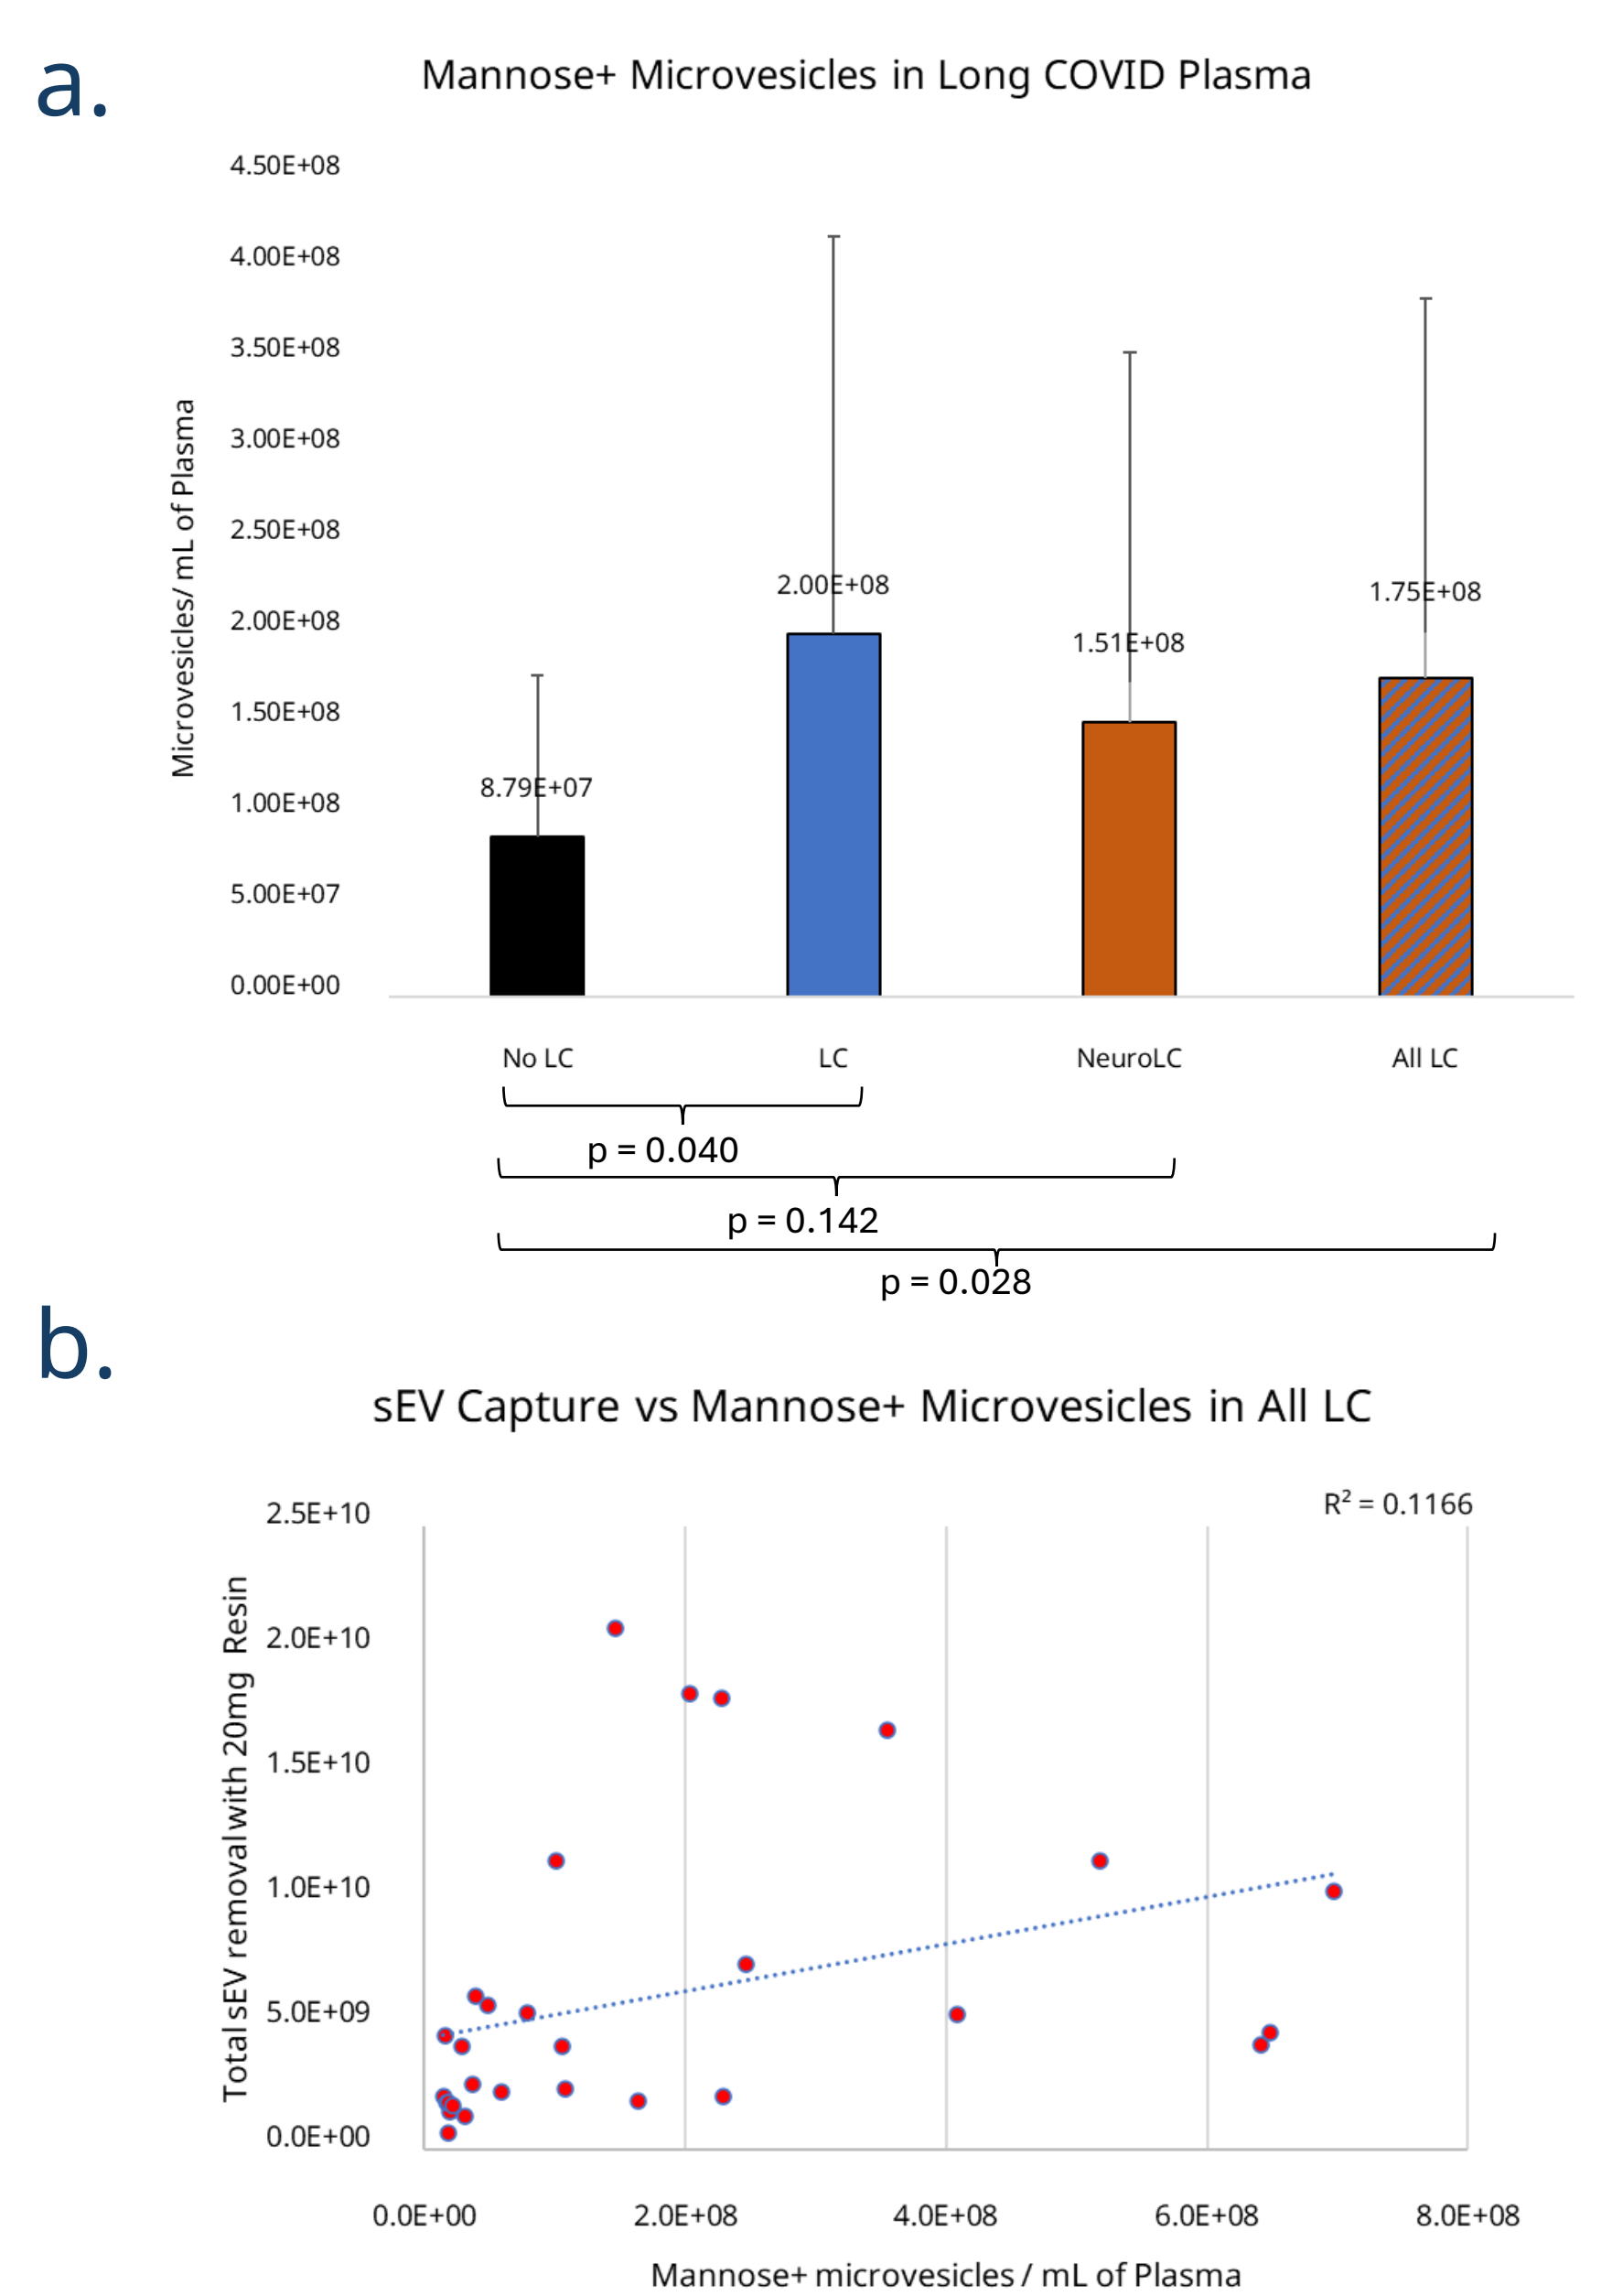 a.
Mannose+ Microvesicles in Long COVID Plasma
Microvesicles/ mL of Plasma
4.50E+08
4.00E+08
3.50E+08
3.00E+08
2.50E+08
2.00E+08
1.50E+08
1.00E+08
5.00E+07
0.00E+00
8.79E+07
2.00E+08
1.51E+08
1.75E+08
No LC
LC
NeuroLC
All LC
p = 0.040
p = 0.142
p = 0.028
b.
sEV Capture vs Mannose+ Microvesicles in All LC
R² = 0.1166
Total sEV removal with 20mg Resin
2.5E+10
2.0E+10
1.5E+10
1.0E+10
5.0E+09
0.0E+00
0.0E+00
2.0E+08
4.0E+08
6.0E+08
8.0E+08
Mannose+ microvesicles / mL of Plasma